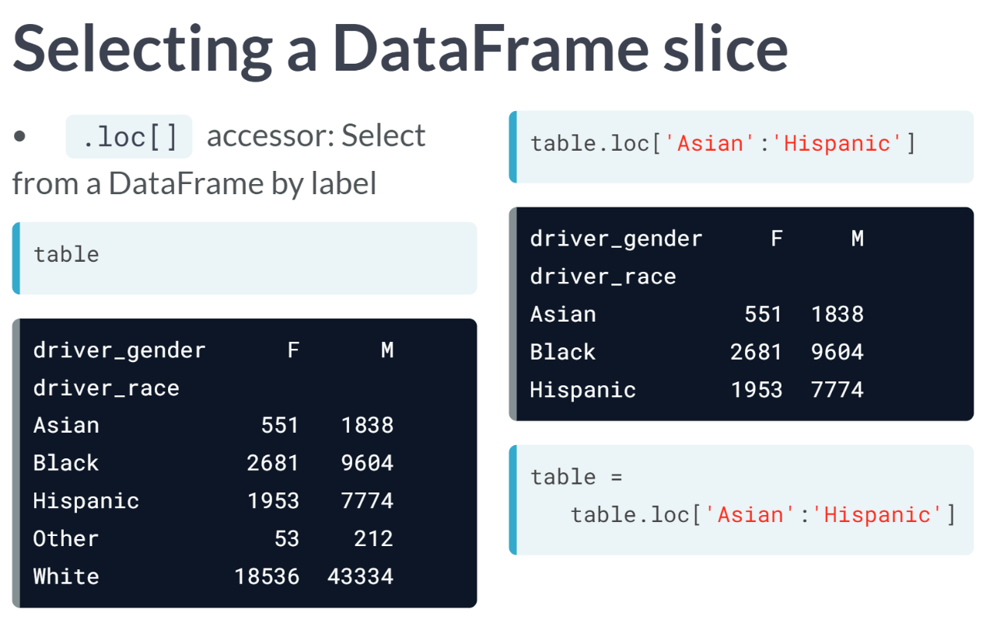 Selecting a DataFrame slice
• .loc[] accessor: Select
from a DataFrame by label
table
driver_gender F M
driver_race
Asian 551 1838
Black 2681 9604
Hispanic 1953 7774
Other 53 212
White 18536 43334
table.loc['Asian':'Hispanic']
driver_gender F M
driver_race
Asian 551 1838
Black 2681 9604
Hispanic 1953 7774
table =
table.loc['Asian':'Hispanic']